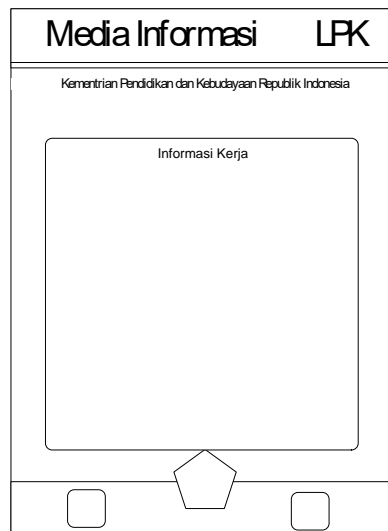 Media Informasi LPK
Kementrian Pendidikan dan Kebudayaan Republik Indonesia
Informasi Kerja